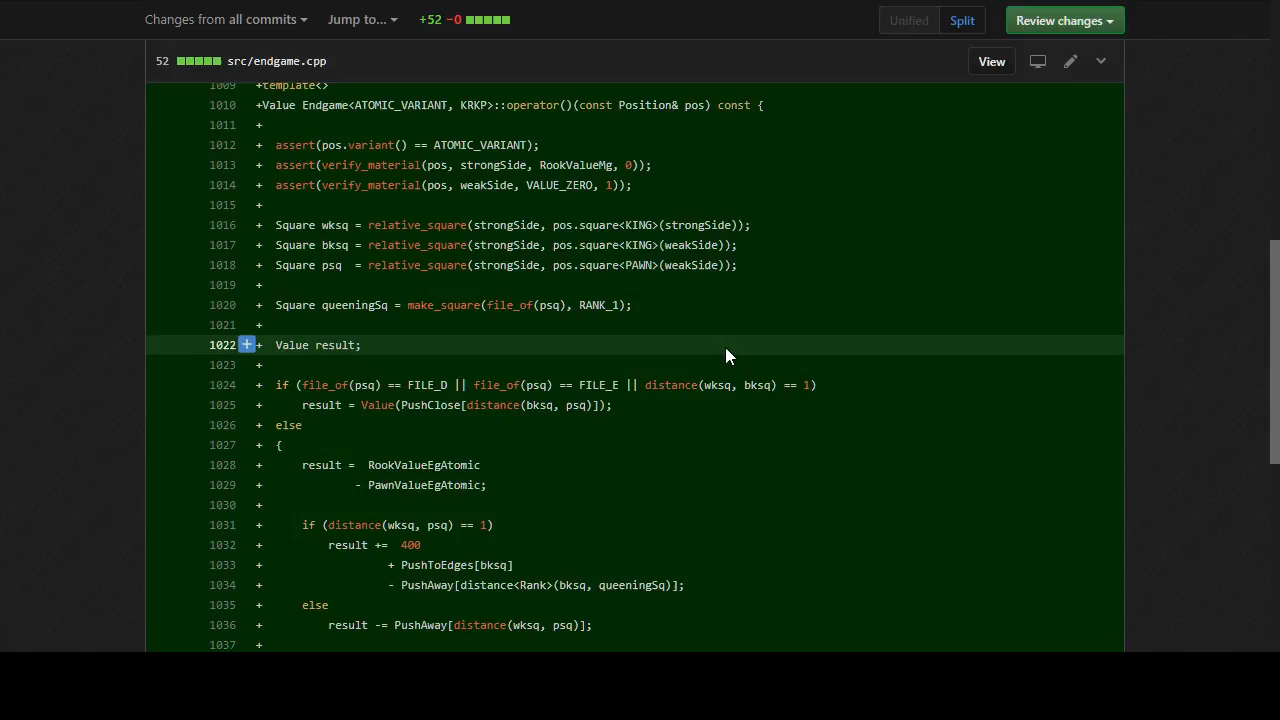 Changes from all commits Jump to... +52 −0 Unified Split Review changes
52 src/endgame.cpp View
1009 +template<>
1010 +Value Endgame<ATOMIC_VARIANT, KRKP>::operator()(const Position& pos) const {
1011 +
1012 +  assert(pos.variant() == ATOMIC_VARIANT);
1013 +  assert(verify_material(pos, strongSide, RookValueMg, 0));
1014 +  assert(verify_material(pos, weakSide, VALUE_ZERO, 1));
1015 +
1016 +  Square wksq = relative_square(strongSide, pos.square<KING>(strongSide));
1017 +  Square bksq = relative_square(strongSide, pos.square<KING>(weakSide));
1018 +  Square psq  = relative_square(strongSide, pos.square<PAWN>(weakSide));
1019 +
1020 +  Square queeningSq = make_square(file_of(psq), RANK_1);
1021 +
1022 + +  Value result;
1023 +
1024 +  if (file_of(psq) == FILE_D || file_of(psq) == FILE_E || distance(wksq, bksq) == 1)
1025 +      result = Value(PushClose[distance(bksq, psq)]);
1026 +  else
1027 +  {
1028 +      result =  RookValueEgAtomic
1029 +              - PawnValueEgAtomic;
1030 +
1031 +      if (distance(wksq, psq) == 1)
1032 +          result +=  400
1033 +                   + PushToEdges[bksq]
1034 +                   - PushAway[distance<Rank>(bksq, queeningSq)];
1035 +      else
1036 +          result -= PushAway[distance(wksq, psq)];
1037 +